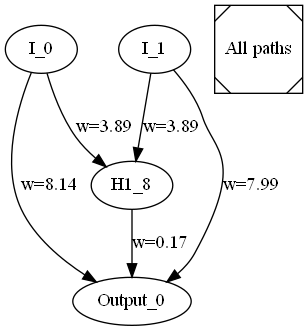 I_0
I_1
All paths
w=3.89
w=3.89
w=8.14
H1_8
w=7.99
w=0.17
Output_0